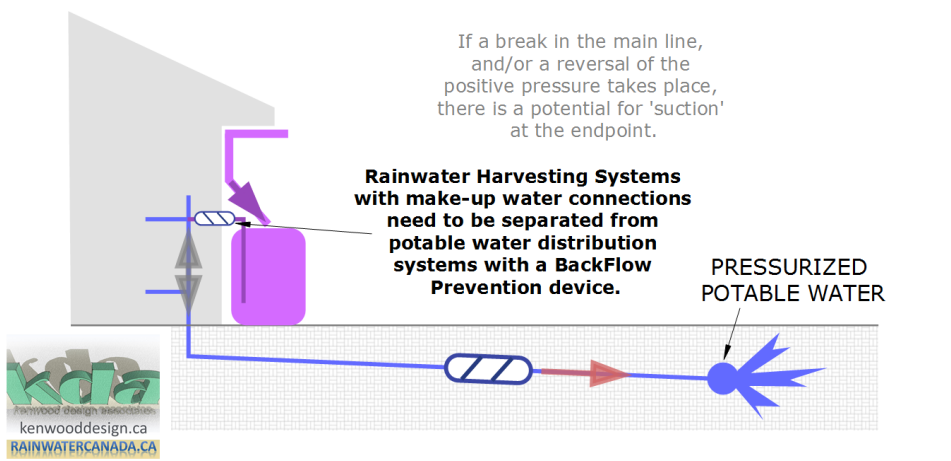 If a break in the main line,
and/or a reversal of the
positive pressure takes place,
there is a potential for 'suction'
at the endpoint.
Rainwater Harvesting Systems
with make-up water connections
need to be separated from
potable water distribution
systems with a BackFlow
Prevention device.
PRESSURIZED
POTABLE WATER
kda
kenwood design association
kenwooddesign.ca
RAINWATERCANADA.CA